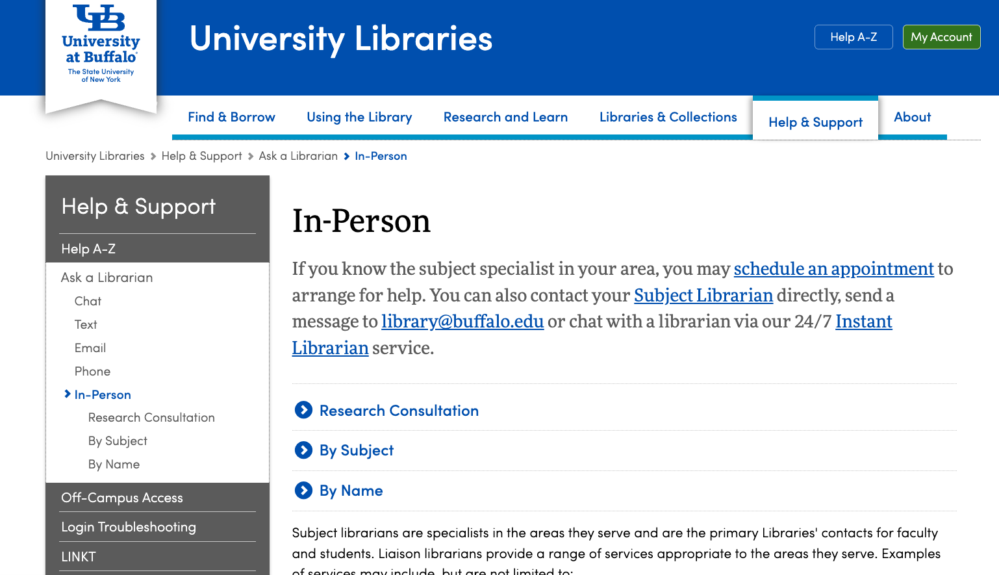 UB
University
at Buffalo
The State University
of New York
University Libraries
Help A-Z
My Account
Find & Borrow
Using the Library
Research and Learn
Libraries & Collections
Help & Support
About
University Libraries
Help & Support
Ask a Librarian
In-Person
Help & Support
Help A-Z
Ask a Librarian
Chat
Text
Email
Phone
In-Person
Research Consultation
By Subject
By Name
Off-Campus Access
Login Troubleshooting
LINKT
In-Person
If you know the subject specialist in your area, you may schedule an appointment to
arrange for help. You can also contact your Subject Librarian directly, send a
message to library@buffalo.edu or chat with a librarian via our 24/7 Instant
Librarian service.
Research Consultation
By Subject
By Name
Subject librarians are specialists in the areas they serve and are the primary Libraries' contacts for faculty
and students. Liaison librarians provide a range of services appropriate to the areas they serve. Examples
of services may include, but are not limited to: